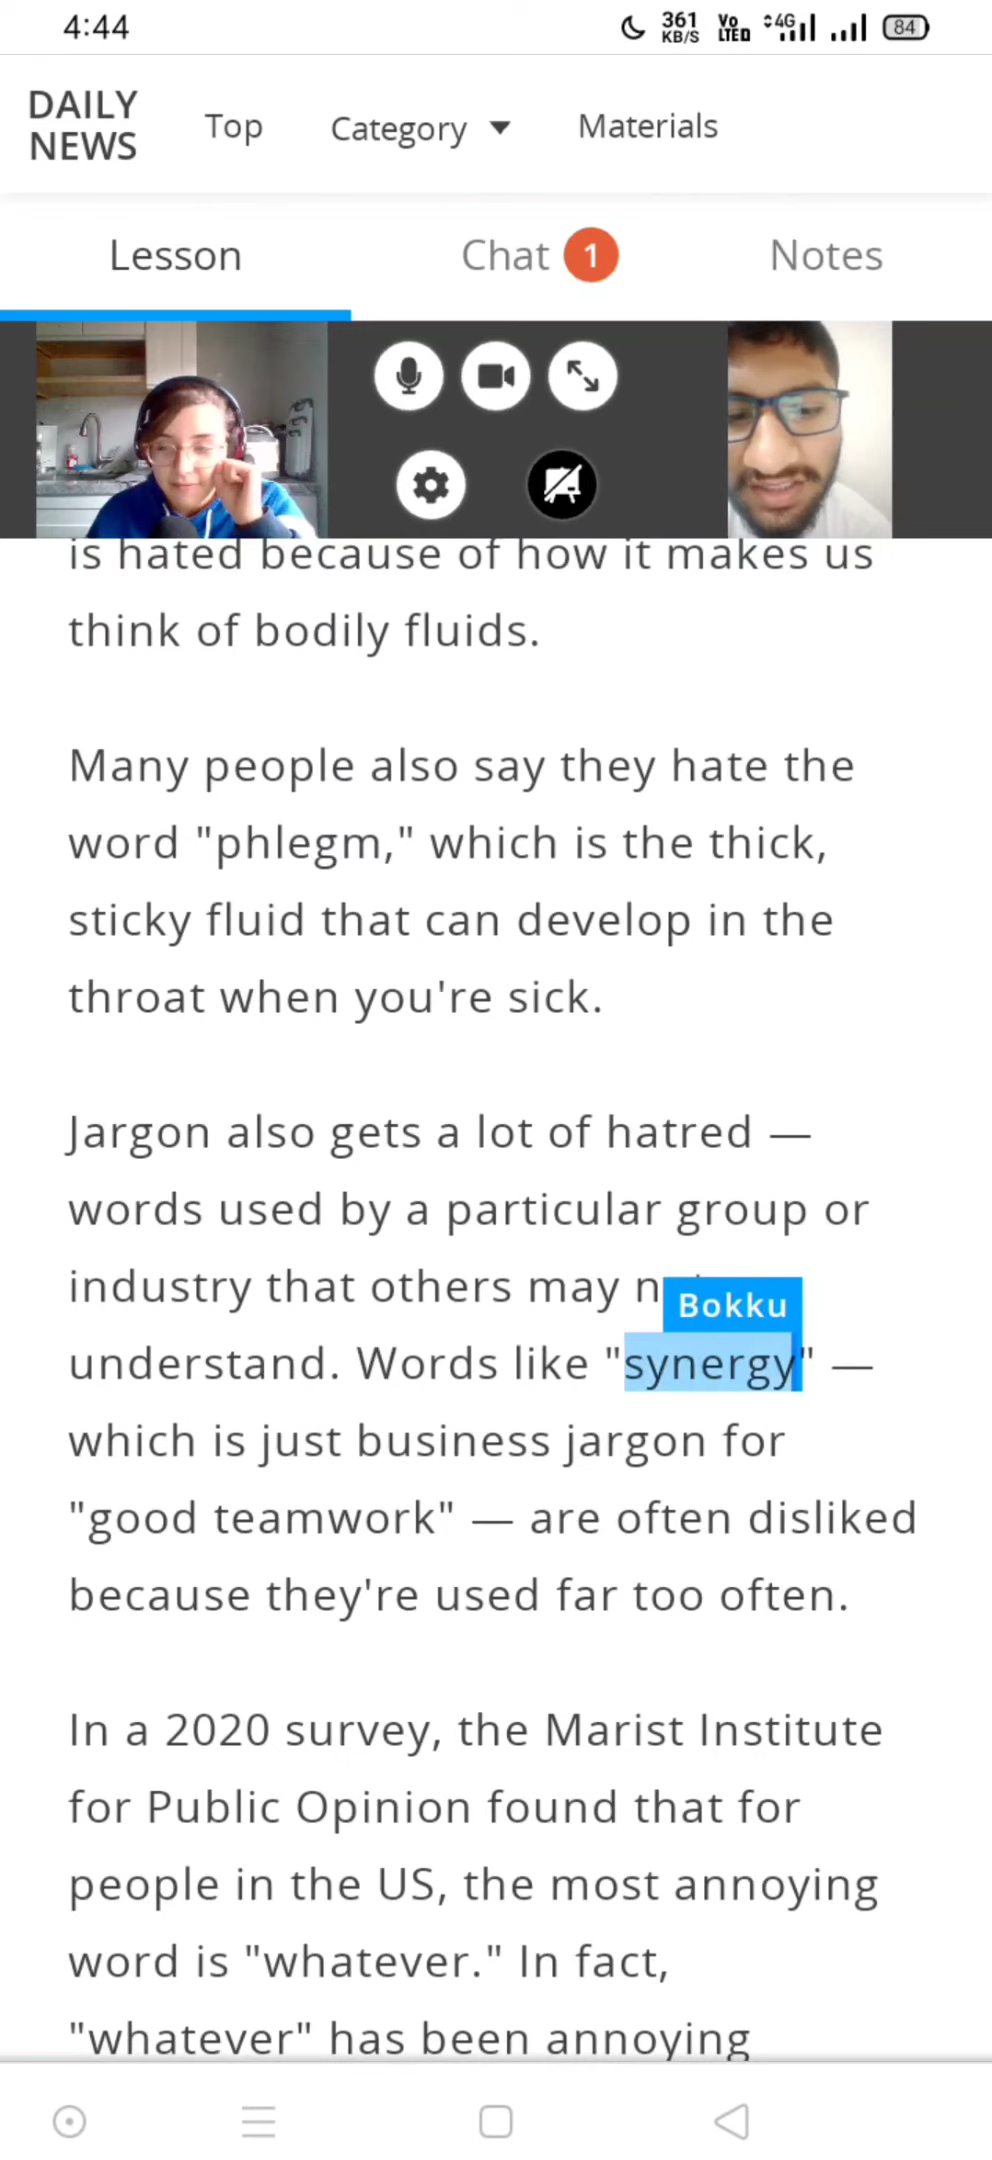 4:44
361
KB/S
Vo
LTED
4G
84
DAILY
NEWS
Top
Category
Materials
Lesson
Chat 1
Notes
is hated because of how it makes us
think of bodily fluids.
Many people also say they hate the
word "phlegm," which is the thick,
sticky fluid that can develop in the
throat when you're sick.
Jargon also gets a lot of hatred —
words used by a particular group or
industry that others may
Bokku
understand. Words like "synergy" —
which is just business jargon for
"good teamwork" — are often disliked
because they're used far too often.
In a 2020 survey, the Marist Institute
for Public Opinion found that for
people in the US, the most annoying
word is "whatever." In fact,
"whatever" has been annoying